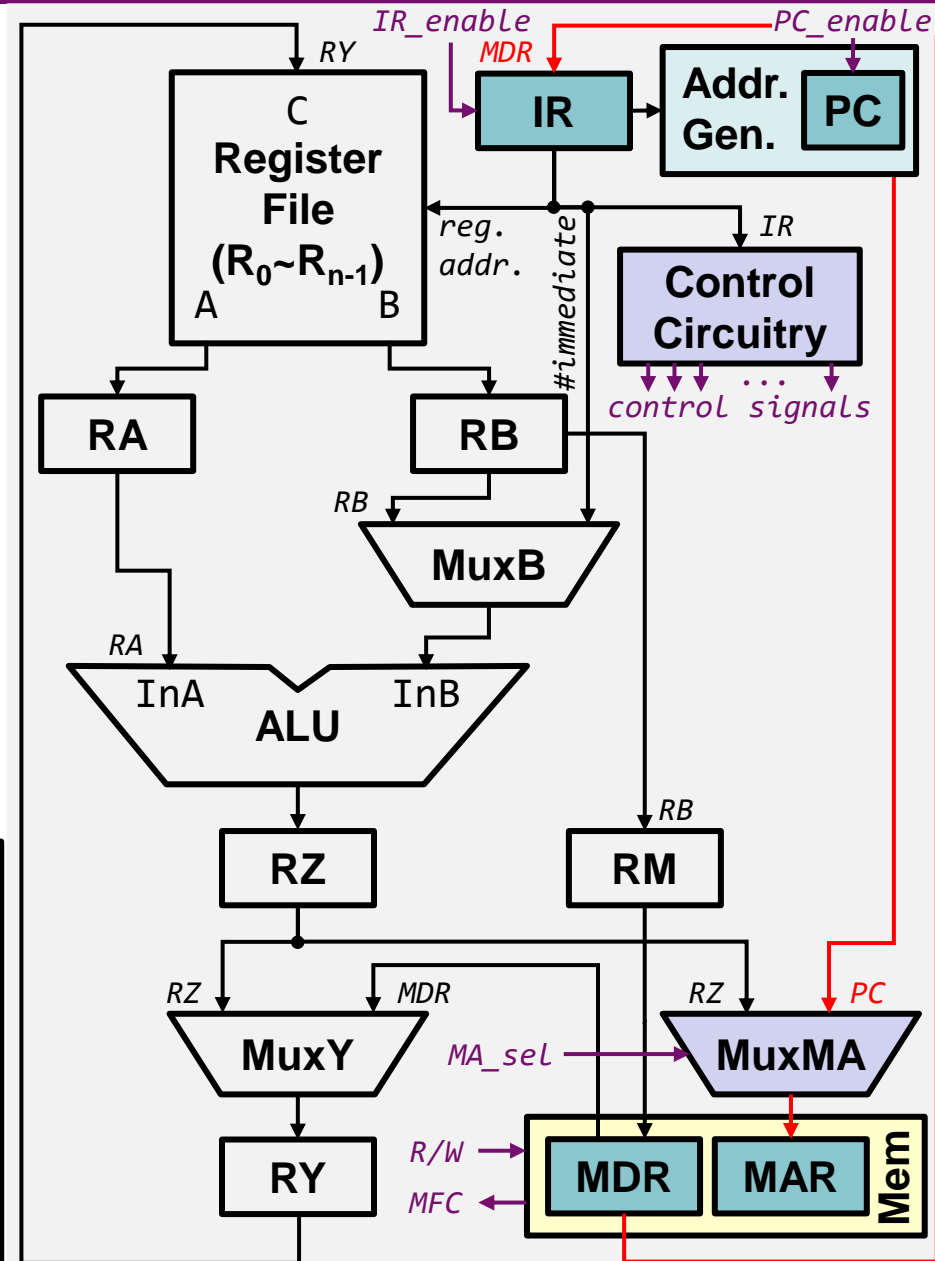 IR_enable
PC_enable
RY
MDR
C
Register
File
(R0~Rn-1)
A
B
IR
Addr.
Gen.
PC
reg.
addr.
#immediate
IR
Control
Circuitry
...
control signals
RA
RB
RB
MuxB
RA
InA
InB
ALU
RB
RZ
RM
RZ
MDR
RZ
PC
MuxY
MA_sel
MuxMA
RY
R/W
MFC
MDR
MAR
Mem